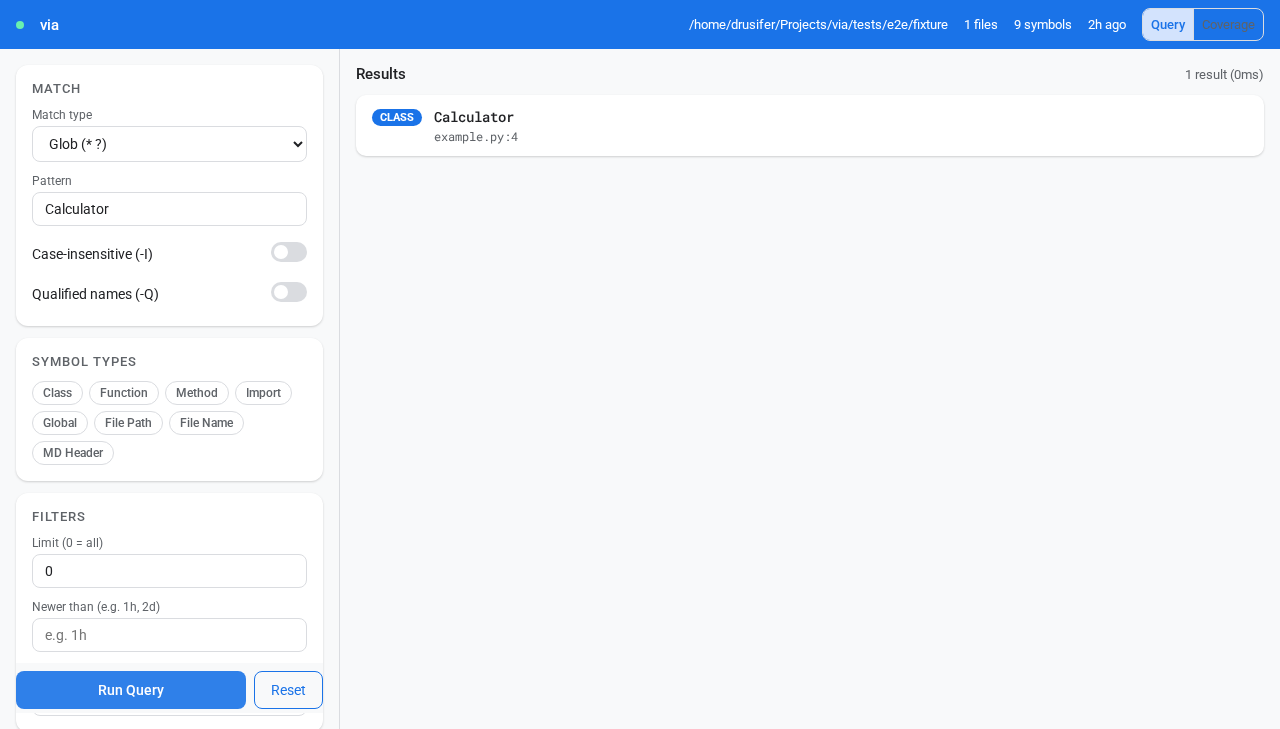 via
/home/drusifer/Projects/via/tests/e2e/fixture 1 files 9 symbols 2h ago Query Coverage
MATCH
Match type
Glob (* ?)
Pattern
Calculator
Case-insensitive (-I)
Qualified names (-Q)
SYMBOL TYPES
Class Function Method Import
Global File Path File Name
MD Header
FILTERS
Limit (0 = all)
0
Newer than (e.g. 1h, 2d)
e.g. 1h
Run Query Reset
Results 1 result (0ms)
CLASS Calculator
example.py:4